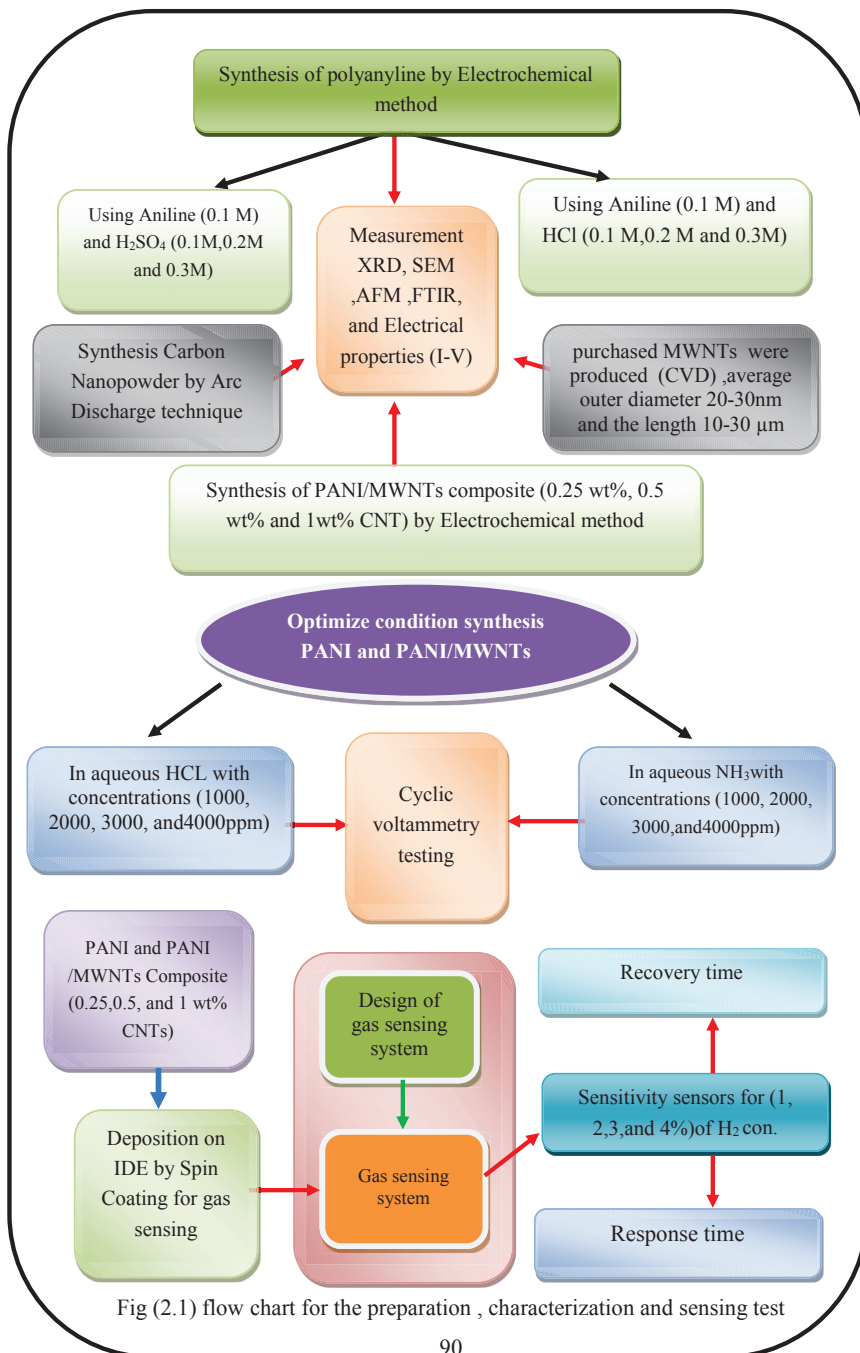 Synthesis of polyanyline by Electrochemical
method
Using Aniline (0.1 M)
and H₂SO₄ (0.1M,0.2M
and 0.3M)
Measurement
XRD, SEM
,AFM ,FTIR,
and Electrical
properties (I-V)
Using Aniline (0.1 M) and
HCl (0.1 M,0.2 M and 0.3M)
Synthesis Carbon
Nanopowder by Arc
Discharge technique
purchased MWNTs were
produced (CVD) ,average
outer diameter 20-30nm
and the length 10-30 µm
Synthesis of PANI/MWNTs composite (0.25 wt%, 0.5
wt% and 1wt% CNT) by Electrochemical method
Optimize condition synthesis
PANI and PANI/MWNTs
In aqueous HCL with
concentrations (1000,
2000, 3000, and4000ppm)
Cyclic
voltammetry
testing
In aqueous NH₃with
concentrations (1000, 2000,
3000,and4000ppm)
PANI and PANI
/MWNTs Composite
(0.25,0.5, and 1 wt%
CNTs)
Design of
gas sensing
system
Recovery time
Deposition on
IDE by Spin
Coating for gas
sensing
Gas sensing
system
Sensitivity sensors for (1,
2,3,and 4%)of H₂ con.
Response time
Fig (2.1) flow chart for the preparation , characterization and sensing test
90